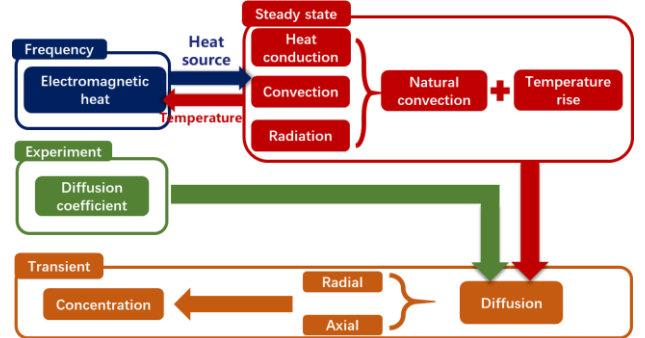 Steady state
Frequency
Electromagnetic
heat
Heat
source
Temperature
Heat
conduction
Convection
Radiation
Natural
convection
Temperature
rise
Experiment
Diffusion
coefficient
Transient
Concentration
Radial
Axial
Diffusion